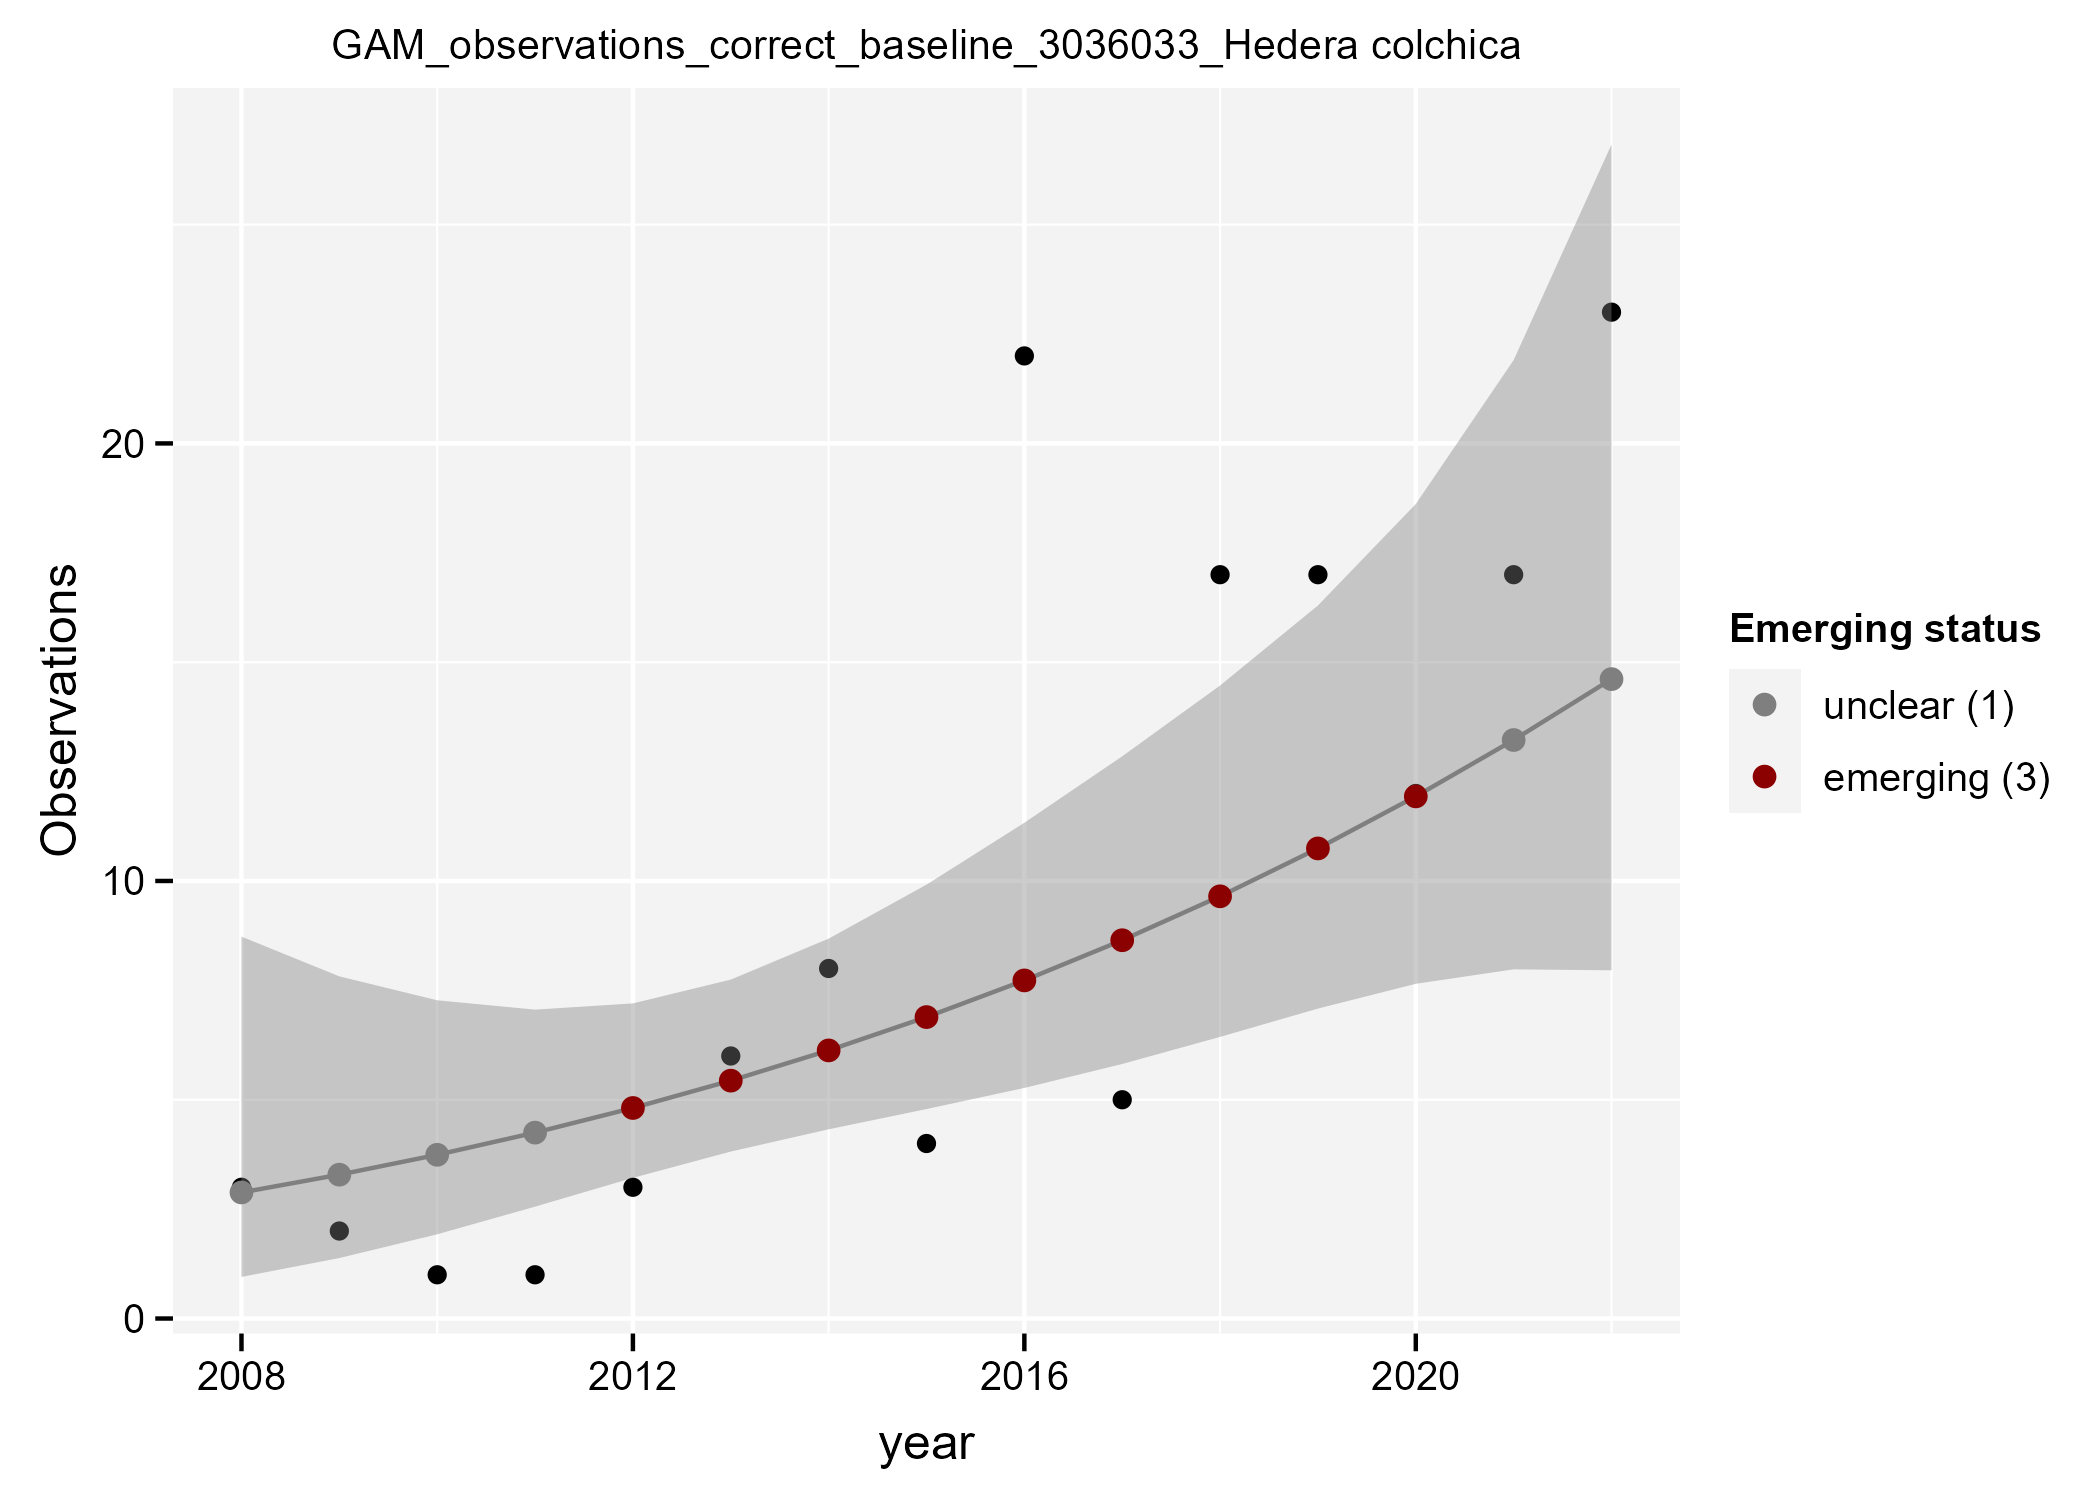 GAM_observations_correct_baseline_3036033_Hedera colchica
Observations
20
10
0
2008 2012 2016 2020
year
Emerging status
unclear (1)
emerging (3)